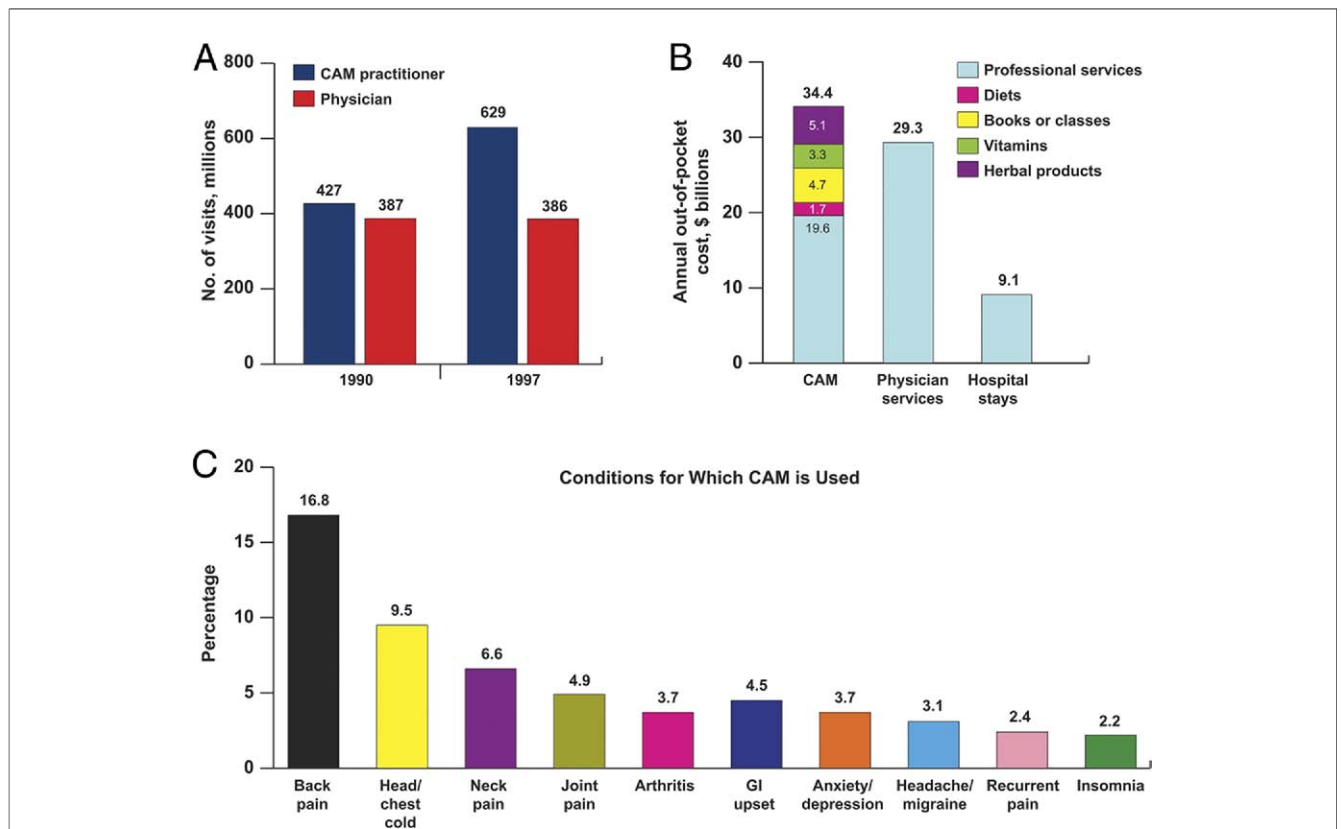 A
800
600
400
200
0
No. of visits, millions
CAM practitioner
Physician
427
387
629
386
1990
1997
B
40
30
20
10
0
Annual out-of-pocket
cost, $ billions
Professional services
Diets
Books or classes
Vitamins
Herbal products
34.4
5.1
3.3
4.7
1.7
19.6
29.3
9.1
CAM
Physician
services
Hospital
stays
C
Conditions for Which CAM is Used
20
15
10
5
0
Percentage
16.8
9.5
6.6
4.9
3.7
4.5
3.7
3.1
2.4
2.2
Back
pain
Head/
chest
cold
Neck
pain
Joint
pain
Arthritis
GI
upset
Anxiety/
depression
Headache/
migraine
Recurrent
pain
Insomnia